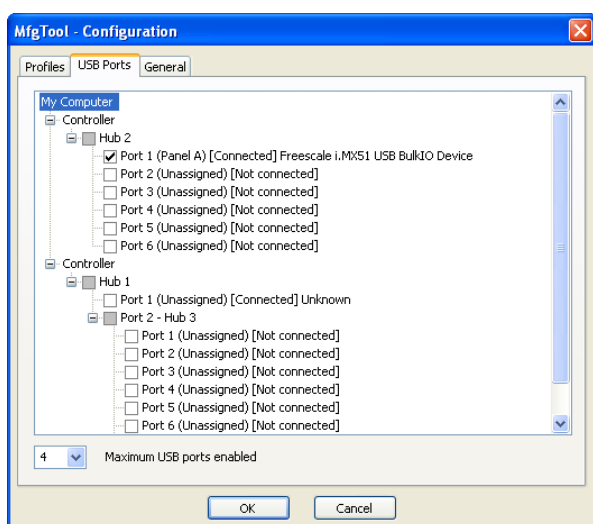 MfgTool - Configuration
Profiles USB Ports General
My Computer
Controller
Hub 2
Port 1 (Panel A) [Connected] Freescale i.MX51 USB BulkIO Device
Port 2 (Unassigned) [Not connected]
Port 3 (Unassigned) [Not connected]
Port 4 (Unassigned) [Not connected]
Port 5 (Unassigned) [Not connected]
Port 6 (Unassigned) [Not connected]
Controller
Hub 1
Port 1 (Unassigned) [Connected] Unknown
Port 2 - Hub 3
Port 1 (Unassigned) [Not connected]
Port 2 (Unassigned) [Not connected]
Port 3 (Unassigned) [Not connected]
Port 4 (Unassigned) [Not connected]
Port 5 (Unassigned) [Not connected]
Port 6 (Unassigned) [Not connected]
4 Maximum USB ports enabled
OK Cancel